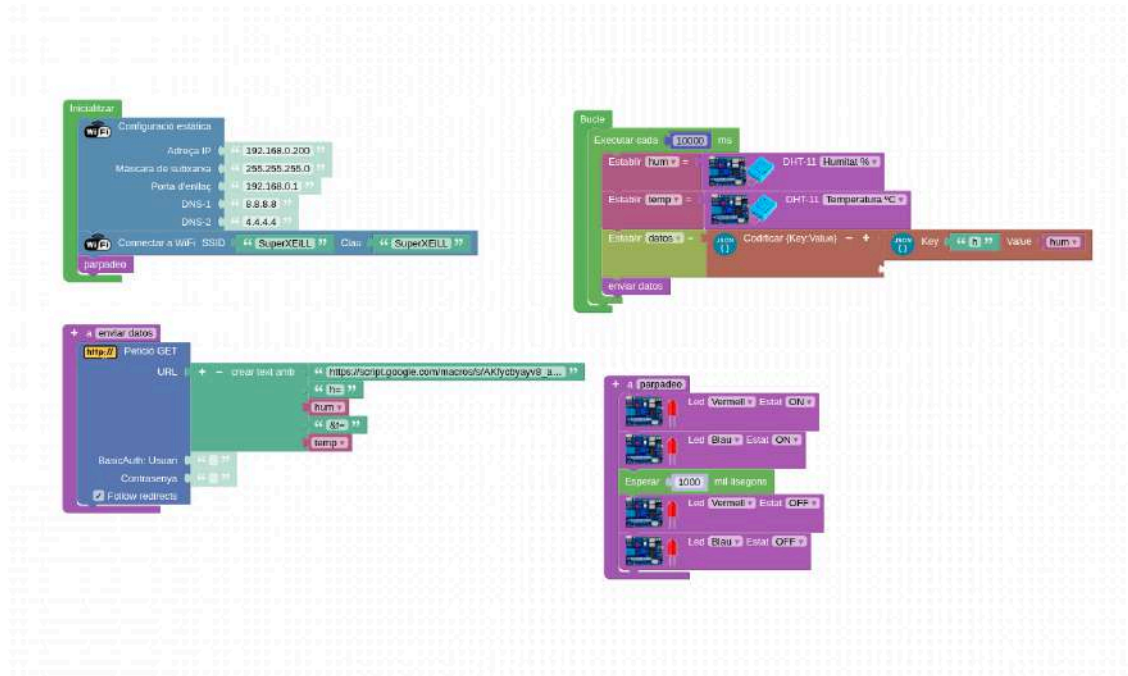 Inicialitzar
WiFi Configuració estàtica
Adreça IP “ 192.168.0.200 ”
Màscara de subxarxa “ 255.255.255.0 ”
Porta d'enllaç “ 192.168.0.1 ”
DNS-1 “ 8.8.8.8 ”
DNS-2 “ 4.4.4.4 ”
WiFi Connectar a WiFi SSID “ SuperXEILL ” Clau “ SuperXEILL ”
parpadeo
Bucle
Executar cada 10000 ms
Establir hum = DHT-11 Humitat %
Establir temp = DHT-11 Temperatura ºC
Establir datos = JSON { } Codificar {Key:Value} − + JSON { } Key “ h ” Value hum
enviar datos
+ a enviar datos
http:// Petició GET
URL + − crear text amb “ https://script.google.com/macros/s/AKfycbyayv8_a... ”
“ h= ”
hum
“ &t= ”
temp
BasicAuth: Usuari “ ”
Contrasenya “ ”
Follow redirects
+ a parpadeo
Led Vermell Estat ON
Led Blau Estat ON
Esperar 1000 mil·lisegons
Led Vermell Estat OFF
Led Blau Estat OFF